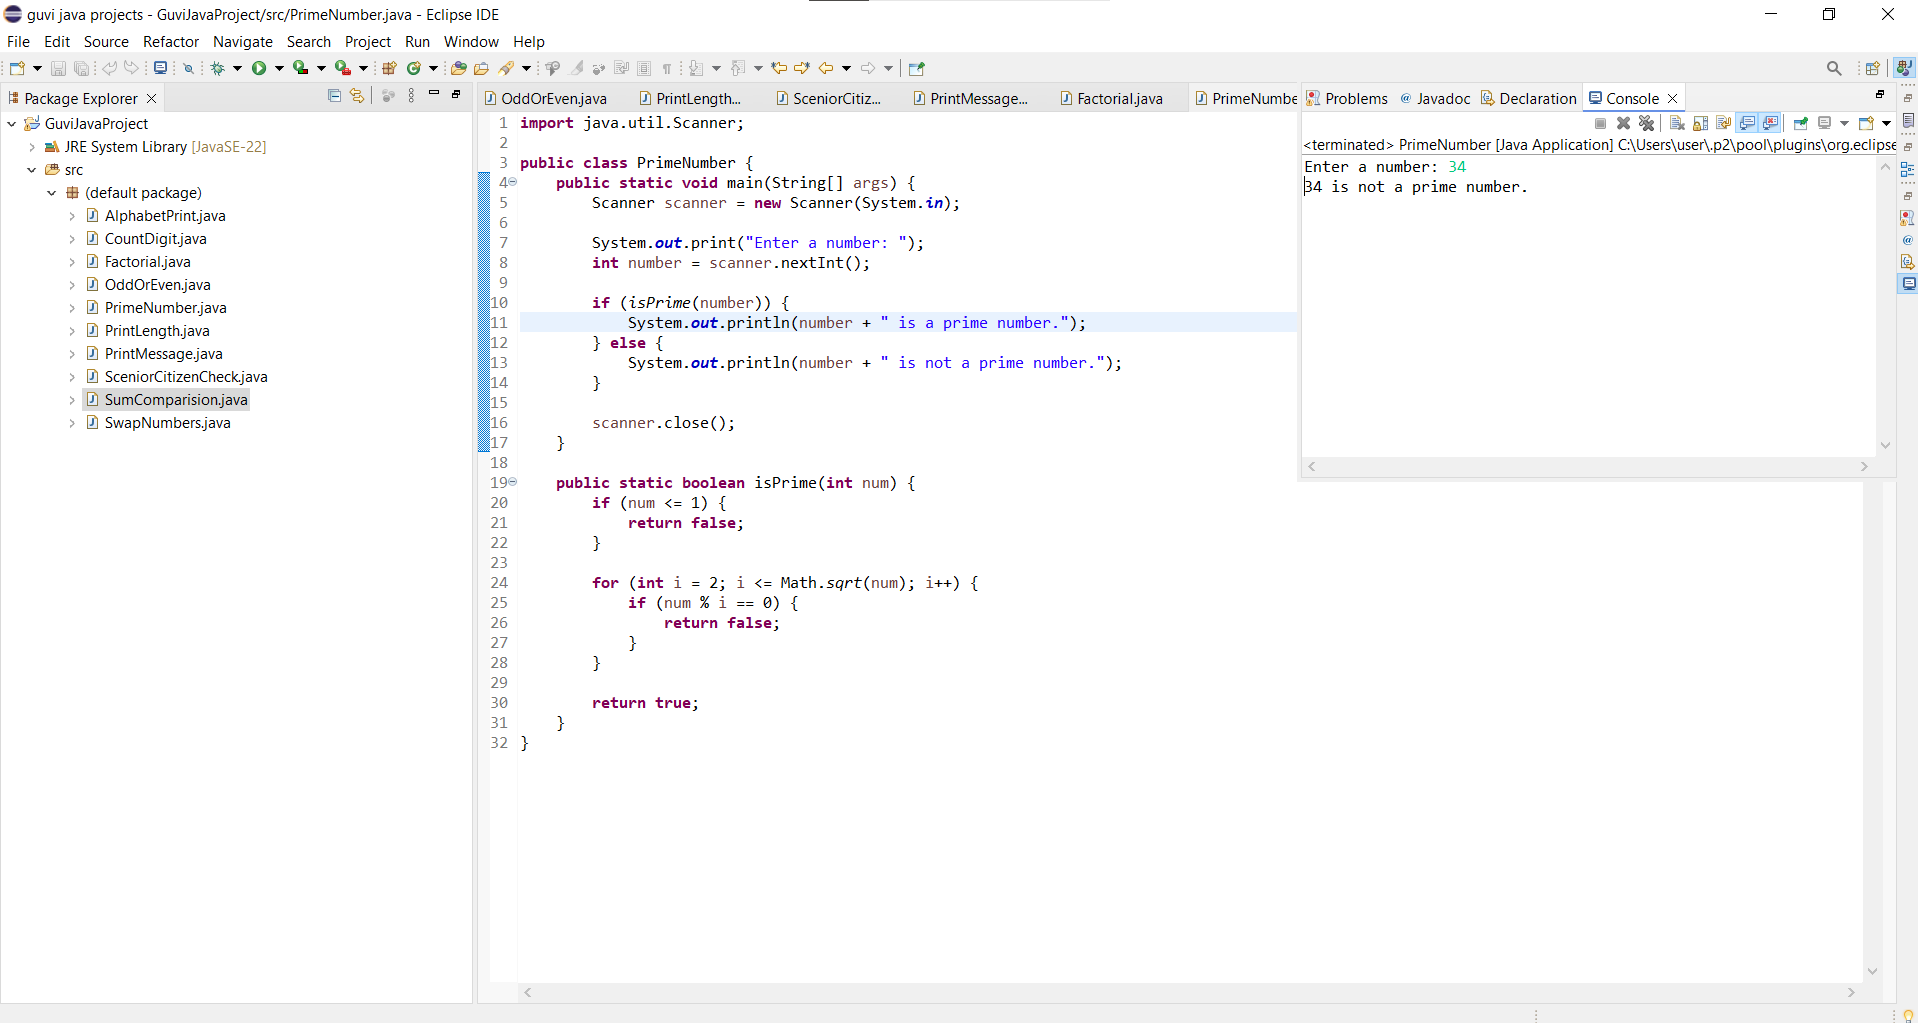 guvi java projects - GuviJavaProject/src/PrimeNumber.java - Eclipse IDE
File Edit Source Refactor Navigate Search Project Run Window Help
Package Explorer
GuviJavaProject
JRE System Library [JavaSE-22]
src
(default package)
AlphabetPrint.java
CountDigit.java
Factorial.java
OddOrEven.java
PrimeNumber.java
PrintLength.java
PrintMessage.java
SceniorCitizenCheck.java
SumComparision.java
SwapNumbers.java
OddOrEven.java PrintLength... SceniorCitiz... PrintMessage... Factorial.java PrimeNumbe
1 import java.util.Scanner;
2
3 public class PrimeNumber {
4 public static void main(String[] args) {
5 Scanner scanner = new Scanner(System.in);
6
7 System.out.print("Enter a number: ");
8 int number = scanner.nextInt();
9
10 if (isPrime(number)) {
11 System.out.println(number + " is a prime number.");
12 } else {
13 System.out.println(number + " is not a prime number.");
14 }
15
16 scanner.close();
17 }
18
19 public static boolean isPrime(int num) {
20 if (num <= 1) {
21 return false;
22 }
23
24 for (int i = 2; i <= Math.sqrt(num); i++) {
25 if (num % i == 0) {
26 return false;
27 }
28 }
29
30 return true;
31 }
32 }
Problems Javadoc Declaration Console
<terminated> PrimeNumber [Java Application] C:\Users\user\.p2\pool\plugins\org.eclipse
Enter a number: 34
34 is not a prime number.